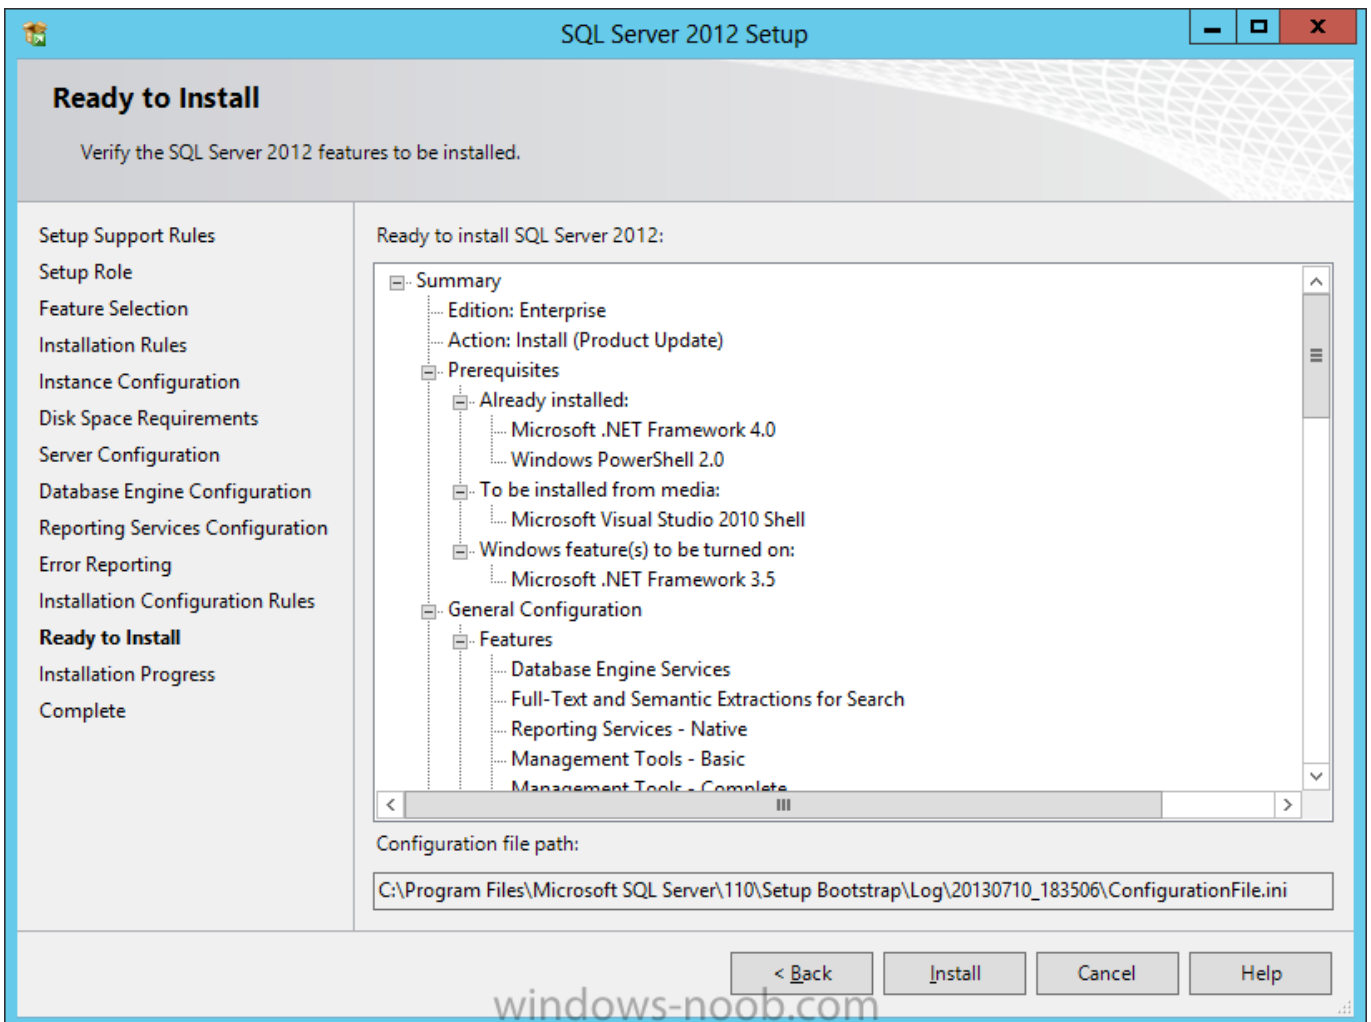 SQL Server 2012 Setup
Ready to Install
Verify the SQL Server 2012 features to be installed.
Setup Support Rules
Setup Role
Feature Selection
Installation Rules
Instance Configuration
Disk Space Requirements
Server Configuration
Database Engine Configuration
Reporting Services Configuration
Error Reporting
Installation Configuration Rules
Ready to Install
Installation Progress
Complete
Ready to install SQL Server 2012:
Summary
Edition: Enterprise
Action: Install (Product Update)
Prerequisites
Already installed:
Microsoft .NET Framework 4.0
Windows PowerShell 2.0
To be installed from media:
Microsoft Visual Studio 2010 Shell
Windows feature(s) to be turned on:
Microsoft .NET Framework 3.5
General Configuration
Features
Database Engine Services
Full-Text and Semantic Extractions for Search
Reporting Services - Native
Management Tools - Basic
Management Tools - Complete
Configuration file path:
C:\Program Files\Microsoft SQL Server\110\Setup Bootstrap\Log\20130710_183506\ConfigurationFile.ini
< Back
Install
Cancel
Help
windows-noob.com